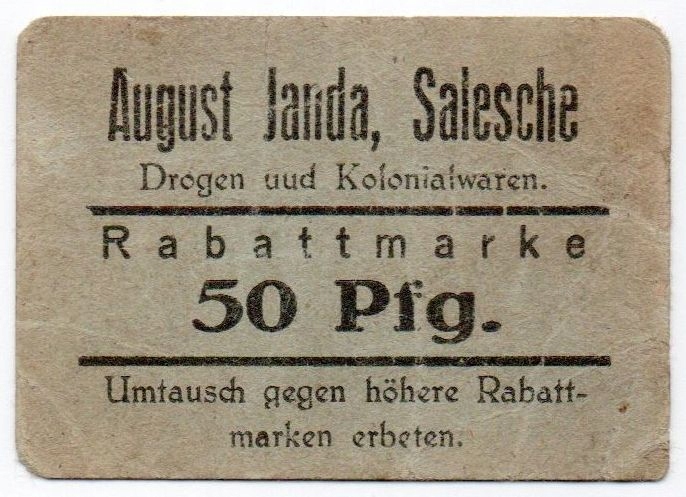 August Janda, Salesche
Drogen uud Kolonialwaren.
Rabattmarke
50 Pfg.
Umtausch gegen höhere Rabatt-
marken erbeten.